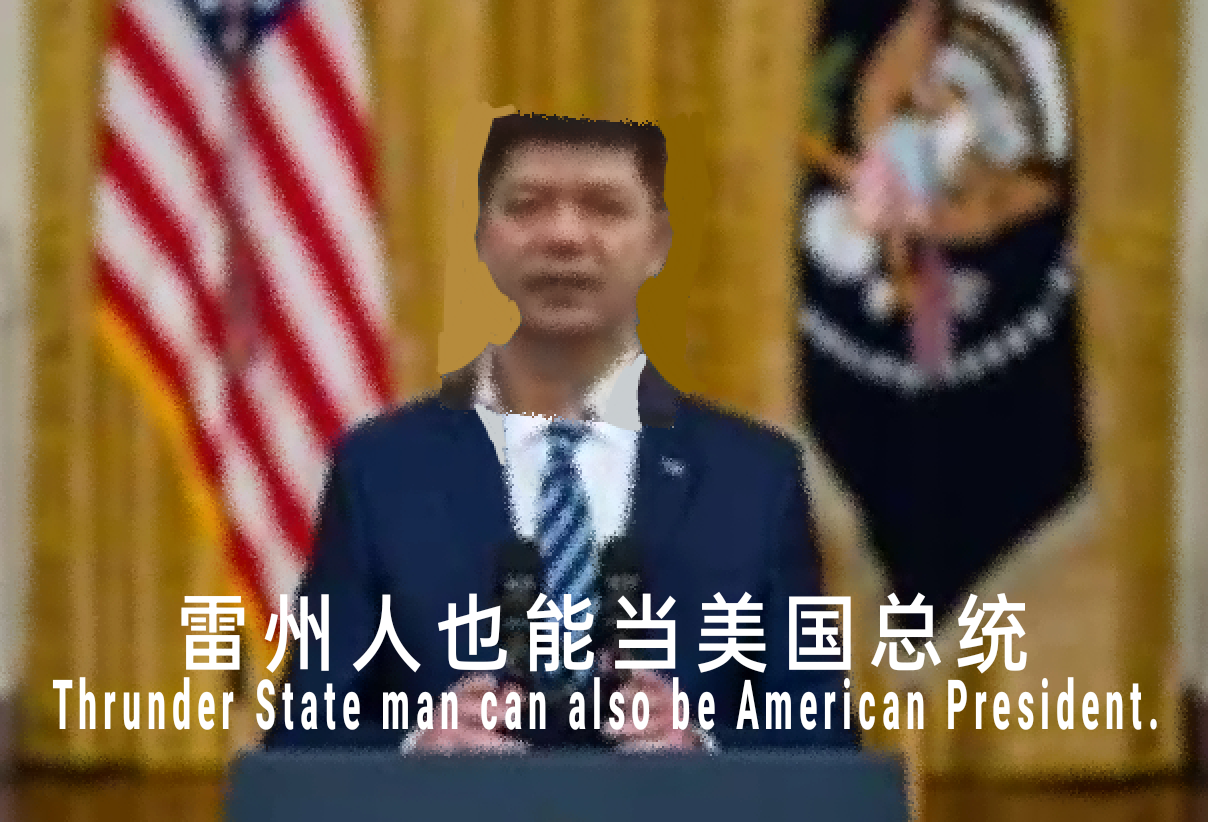 雷州人也能当美国总统
Thrunder State man can also be American President.